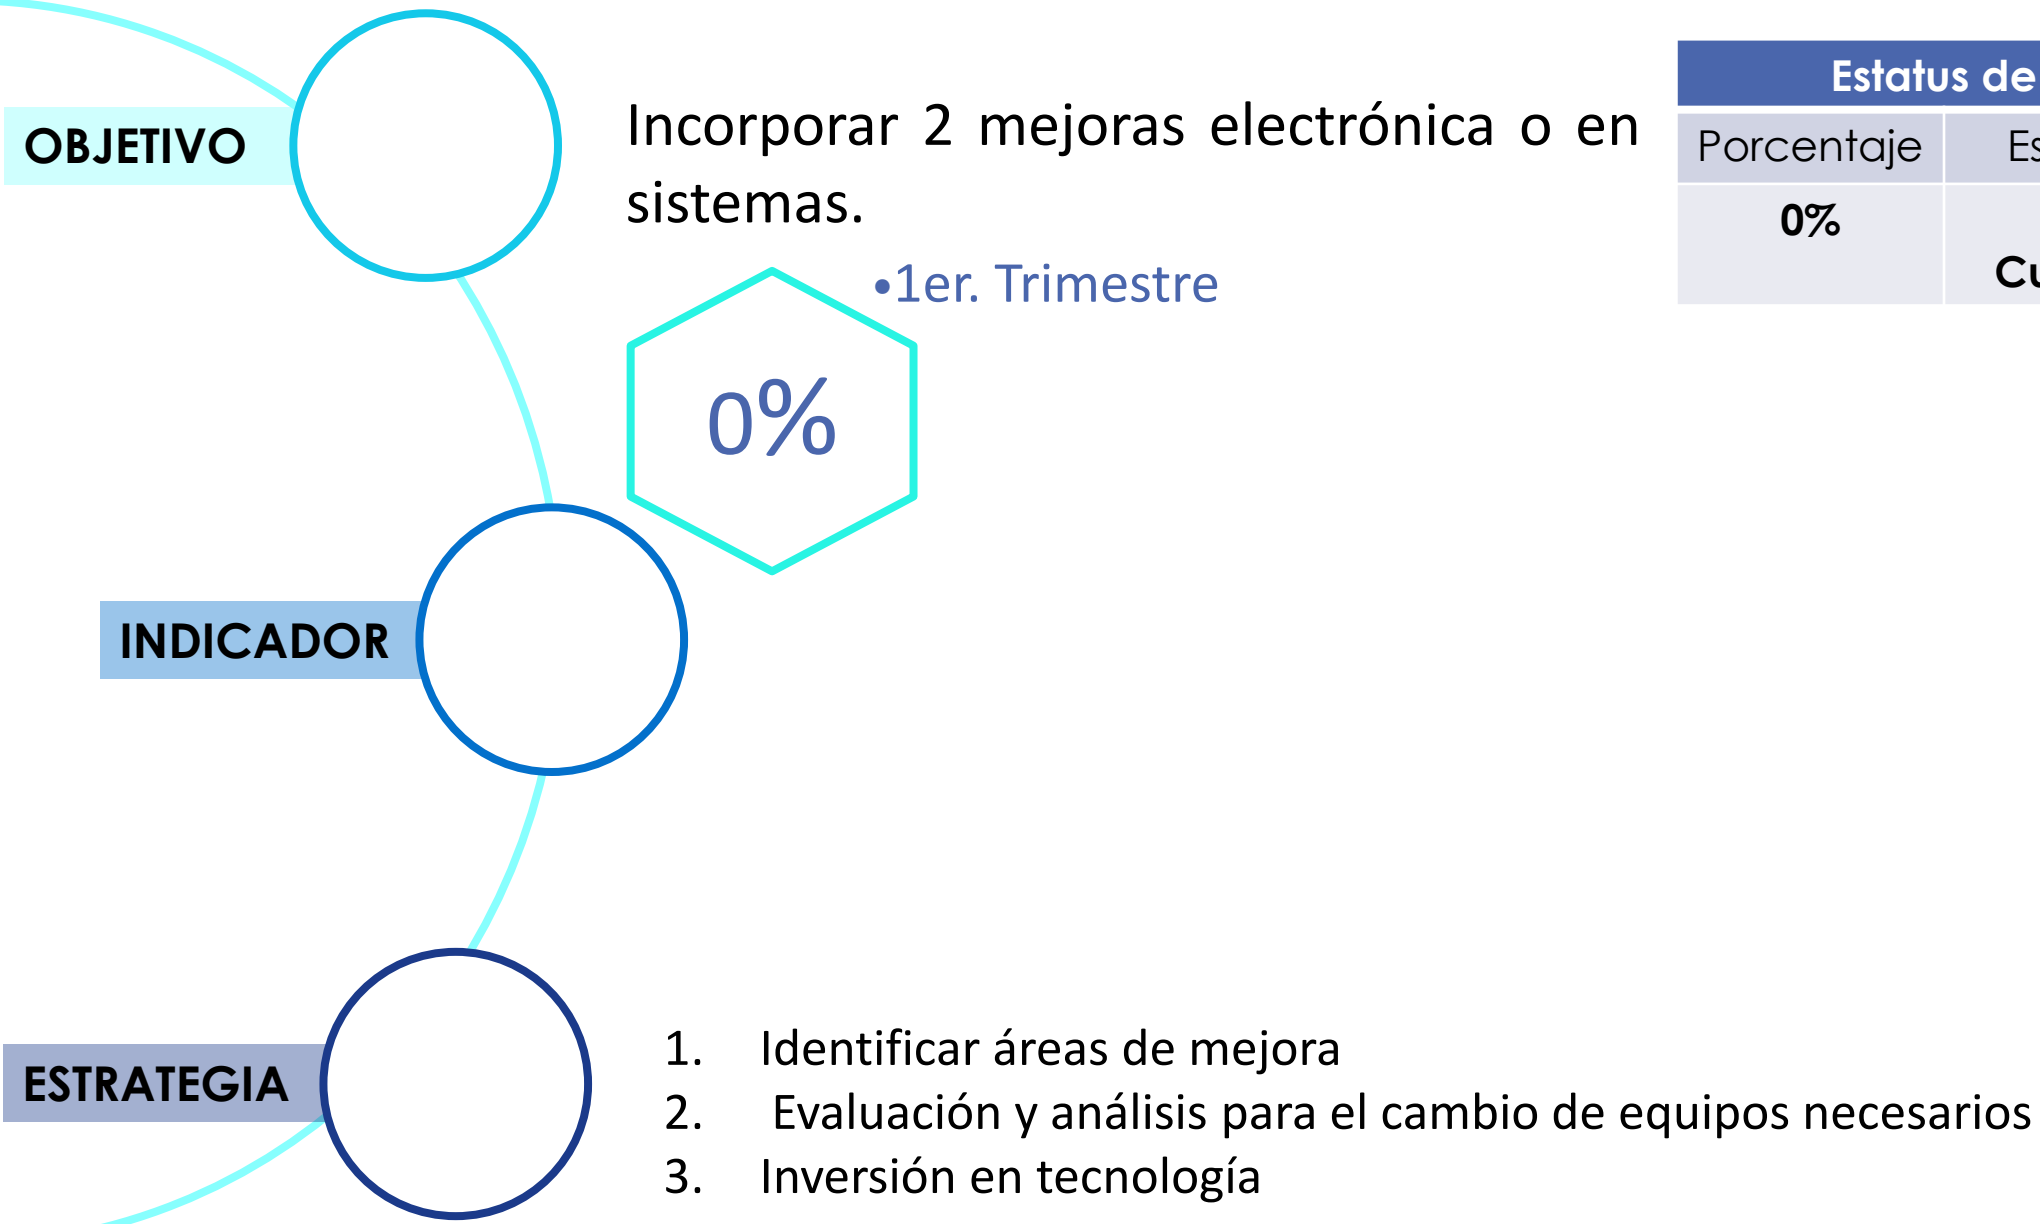 OBJETIVO
Incorporar 2 mejoras electrónica o en
sistemas.
Estatus de
Porcentaje
0%
•1er. Trimestre
0%
INDICADOR
ESTRATEGIA
1. Identificar áreas de mejora
2. Evaluación y análisis para el cambio de equipos necesarios
3. Inversión en tecnología